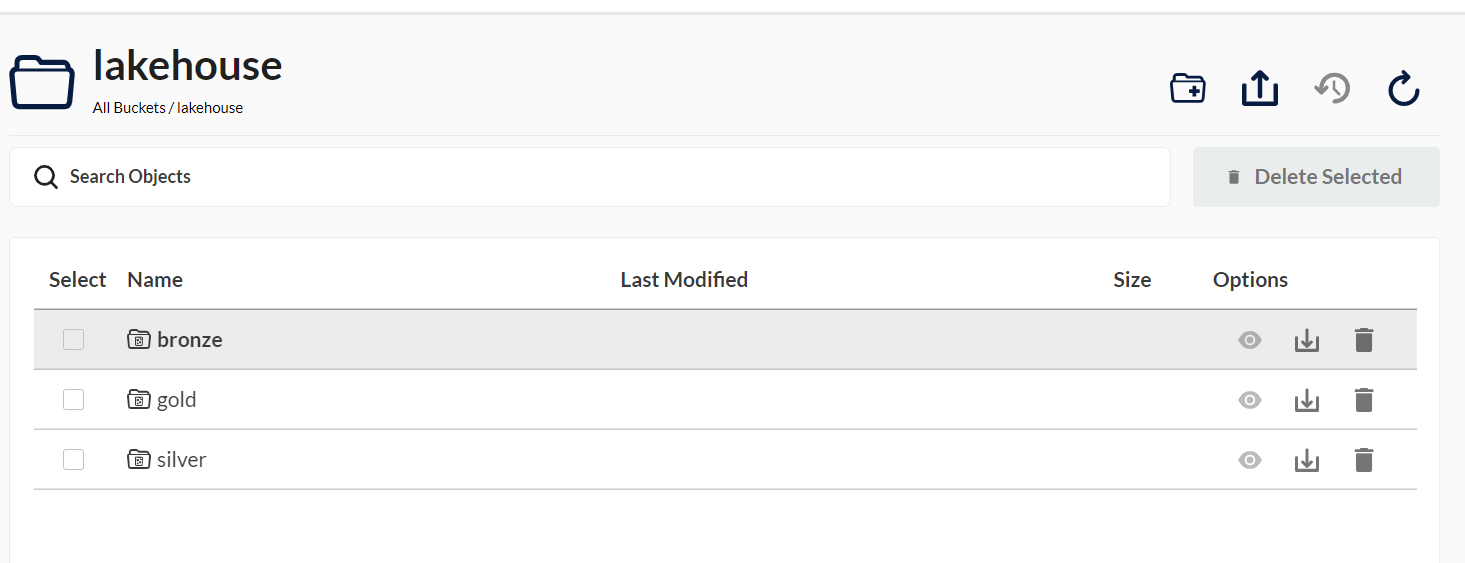 lakehouse
All Buckets / lakehouse
Search Objects
Delete Selected
Select Name Last Modified Size Options
bronze
gold
silver